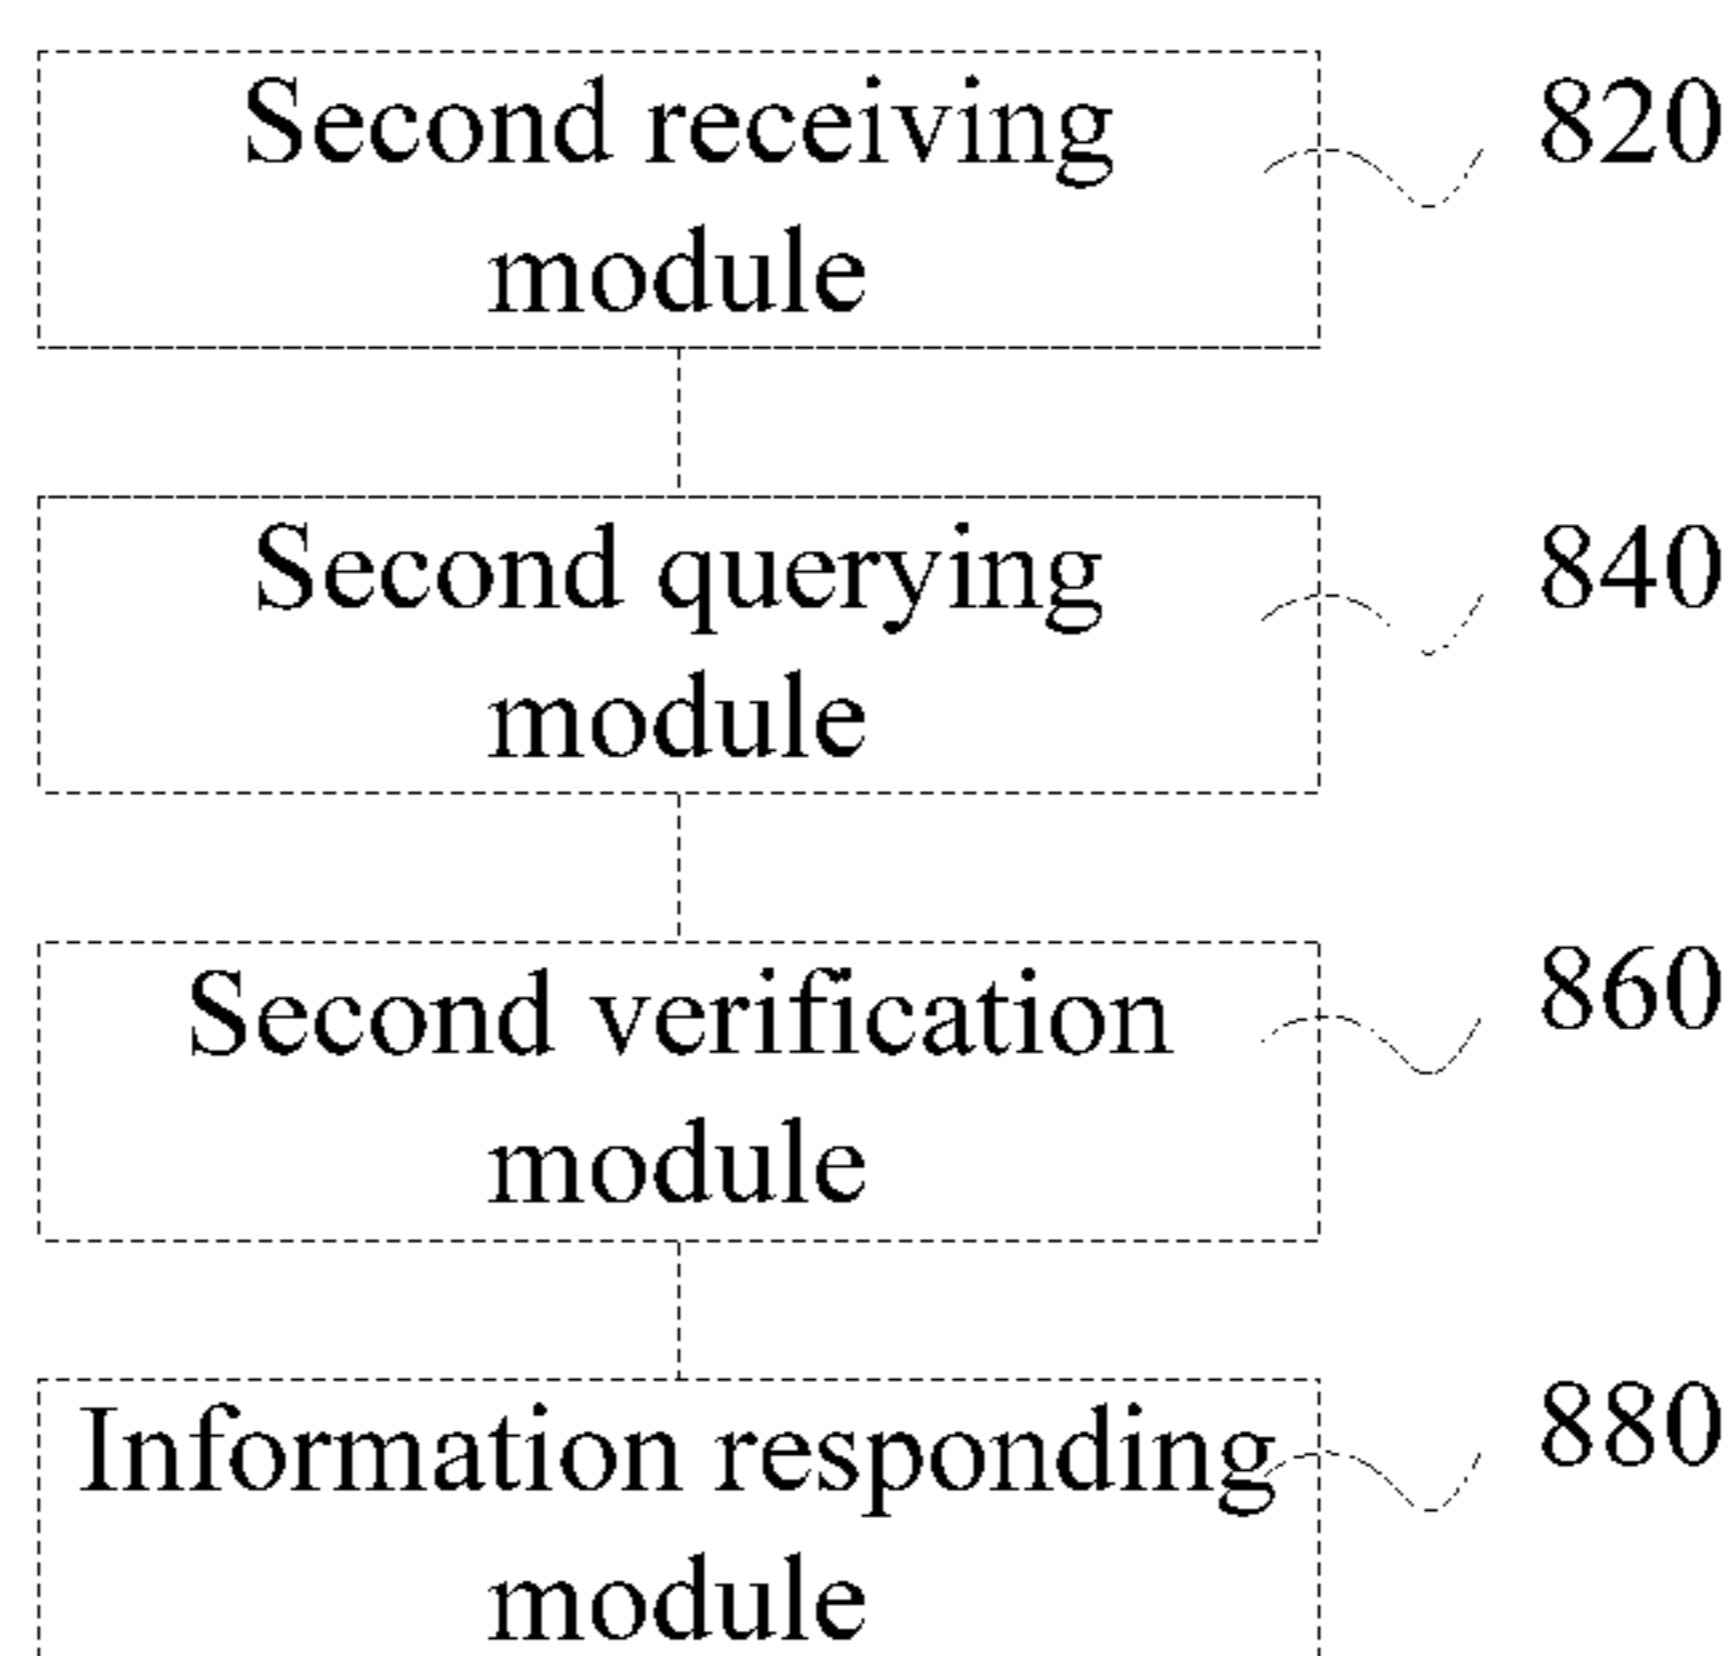 Second receiving
module
820
Second querying
module
840
Second verification
module
860
Information responding
module
880